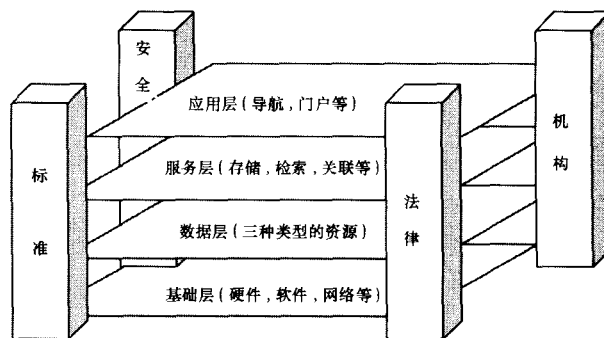 安全
应用层(导航,门户等)
机构
服务层(存储,检索,关联等)
标准
法律
数据层(三种类型的资源)
基础层(硬件,软件,网络等)